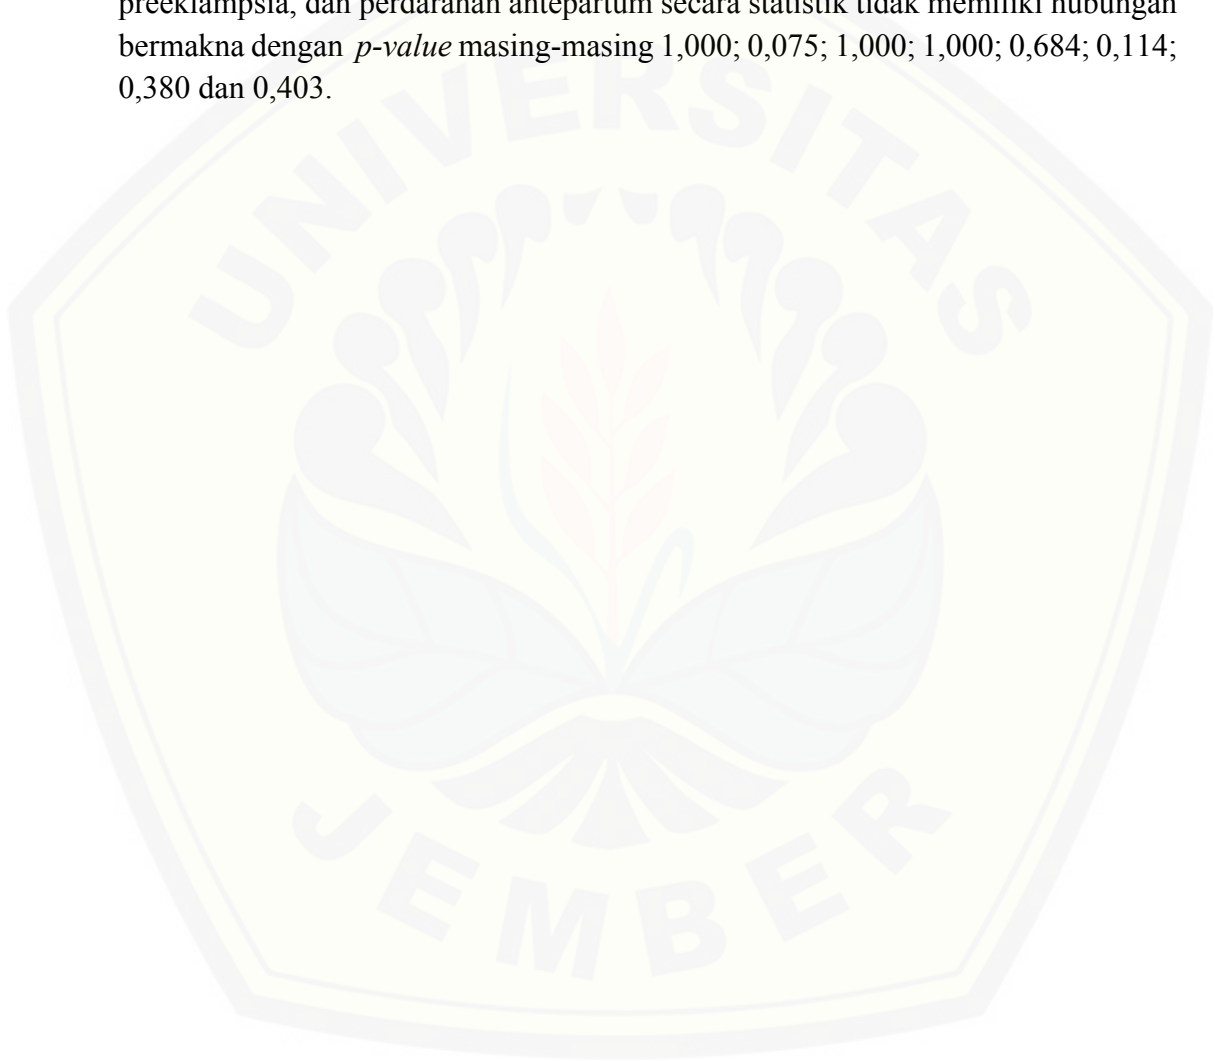 preeklampsia, dan perdarahan antepartum secara statistik tidak memiliki hubungan
bermakna dengan p-value masing-masing 1,000; 0,075; 1,000; 1,000; 0,684; 0,114;
0,380 dan 0,403.
UNIVERSITAS
JEMBER